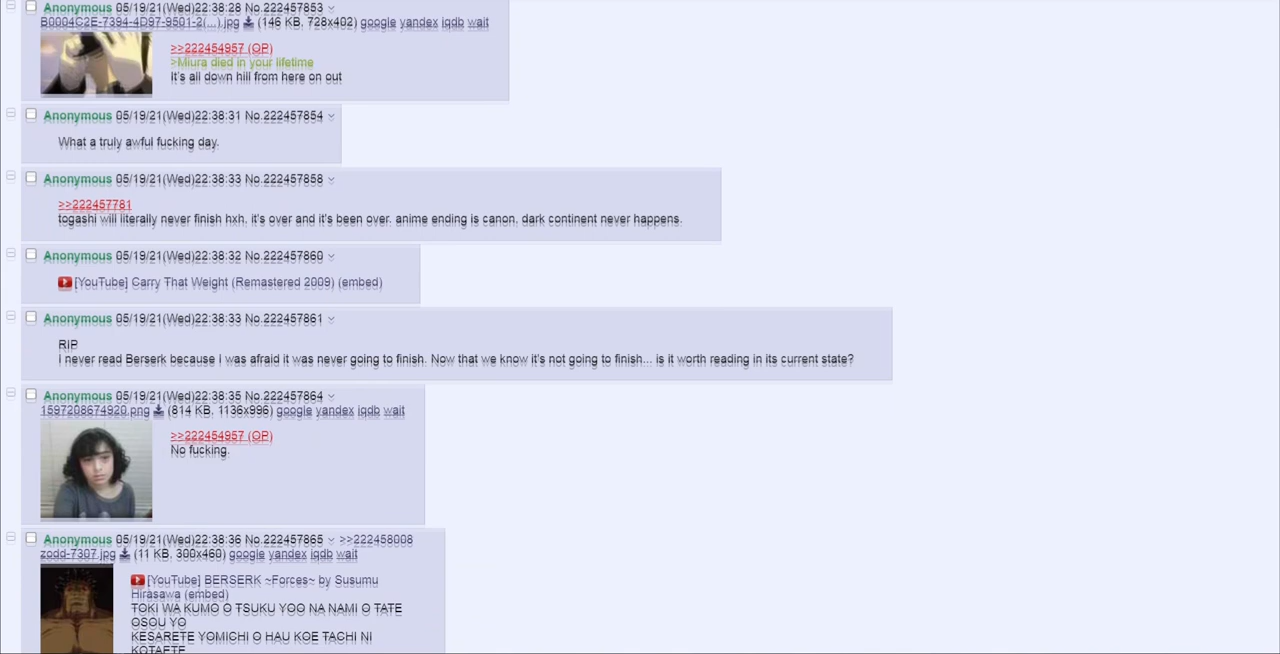 Anonymous 05/19/21(Wed)22:38:28 No.222457853
B0004C2E-7394-4D97-9501-2(...).jpg (146 KB, 728x402) google yandex iqdb wait
>>222454957 (OP)
>Miura died in your lifetime
It's all down hill from here on out
Anonymous 05/19/21(Wed)22:38:31 No.222457854
What a truly awful fucking day.
Anonymous 05/19/21(Wed)22:38:33 No.222457858
>>222457781
togashi will literally never finish hxh, it's over and it's been over. anime ending is canon, dark continent never happens.
Anonymous 05/19/21(Wed)22:38:32 No.222457860
[YouTube] Carry That Weight (Remastered 2009) (embed)
Anonymous 05/19/21(Wed)22:38:33 No.222457861
RIP
I never read Berserk because I was afraid it was never going to finish. Now that we know it's not going to finish... is it worth reading in its current state?
Anonymous 05/19/21(Wed)22:38:35 No.222457864
1597208674920.png (814 KB, 1136x996) google yandex iqdb wait
>>222454957 (OP)
No fucking.
Anonymous 05/19/21(Wed)22:38:36 No.222457865 >>222458008
zodd-7307.jpg (11 KB, 300x460) google yandex iqdb wait
[YouTube] BERSERK ~Forces~ by Susumu
Hirasawa (embed)
TOKI WA KUMO O TSUKU YOO NA NAMI O TATE
OSOU YO
KESARETE YOMICHI O HAU KOE TACHI NI
KOTAETE